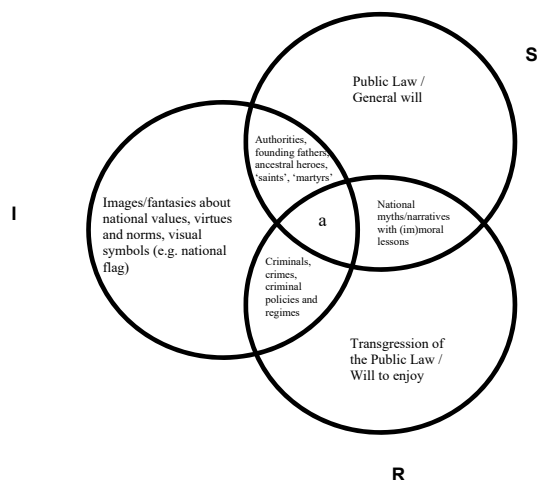 S
Public Law /
General will
Authorities,
founding fathers,
ancestral heroes,
‘saints’, ‘martyrs’
I
Images/fantasies about
national values, virtues
and norms, visual
symbols (e.g. national
flag)
a
National
myths/narratives
with (im)moral
lessons
Criminals,
crimes,
criminal
policies and
regimes
Transgression of
the Public Law /
Will to enjoy
R